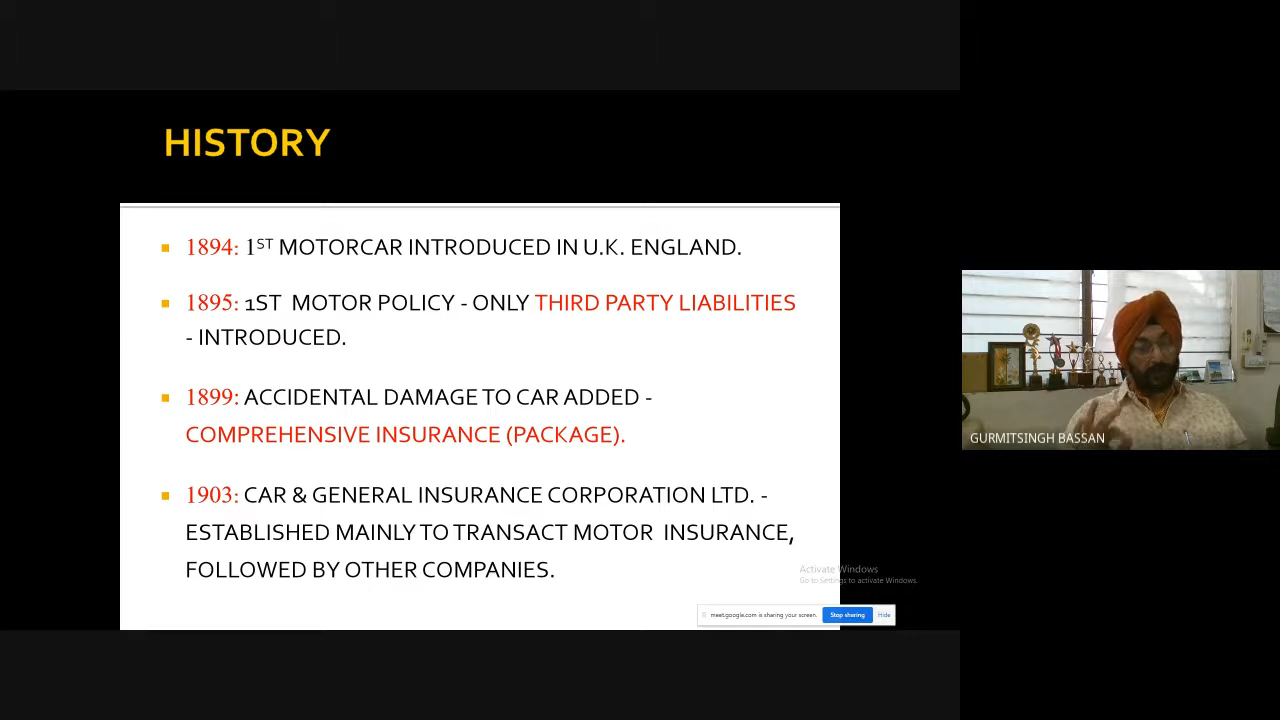 HISTORY
1894: 1ST MOTORCAR INTRODUCED IN U.K. ENGLAND.
1895: 1ST MOTOR POLICY - ONLY THIRD PARTY LIABILITIES
- INTRODUCED.
1899: ACCIDENTAL DAMAGE TO CAR ADDED -
COMPREHENSIVE INSURANCE (PACKAGE).
1903: CAR & GENERAL INSURANCE CORPORATION LTD. -
ESTABLISHED MAINLY TO TRANSACT MOTOR INSURANCE,
FOLLOWED BY OTHER COMPANIES.
Activate Windows
Go to Settings to activate Windows.
meet.google.com is sharing your screen.
Stop sharing
Hide
GURMITSINGH BASSAN